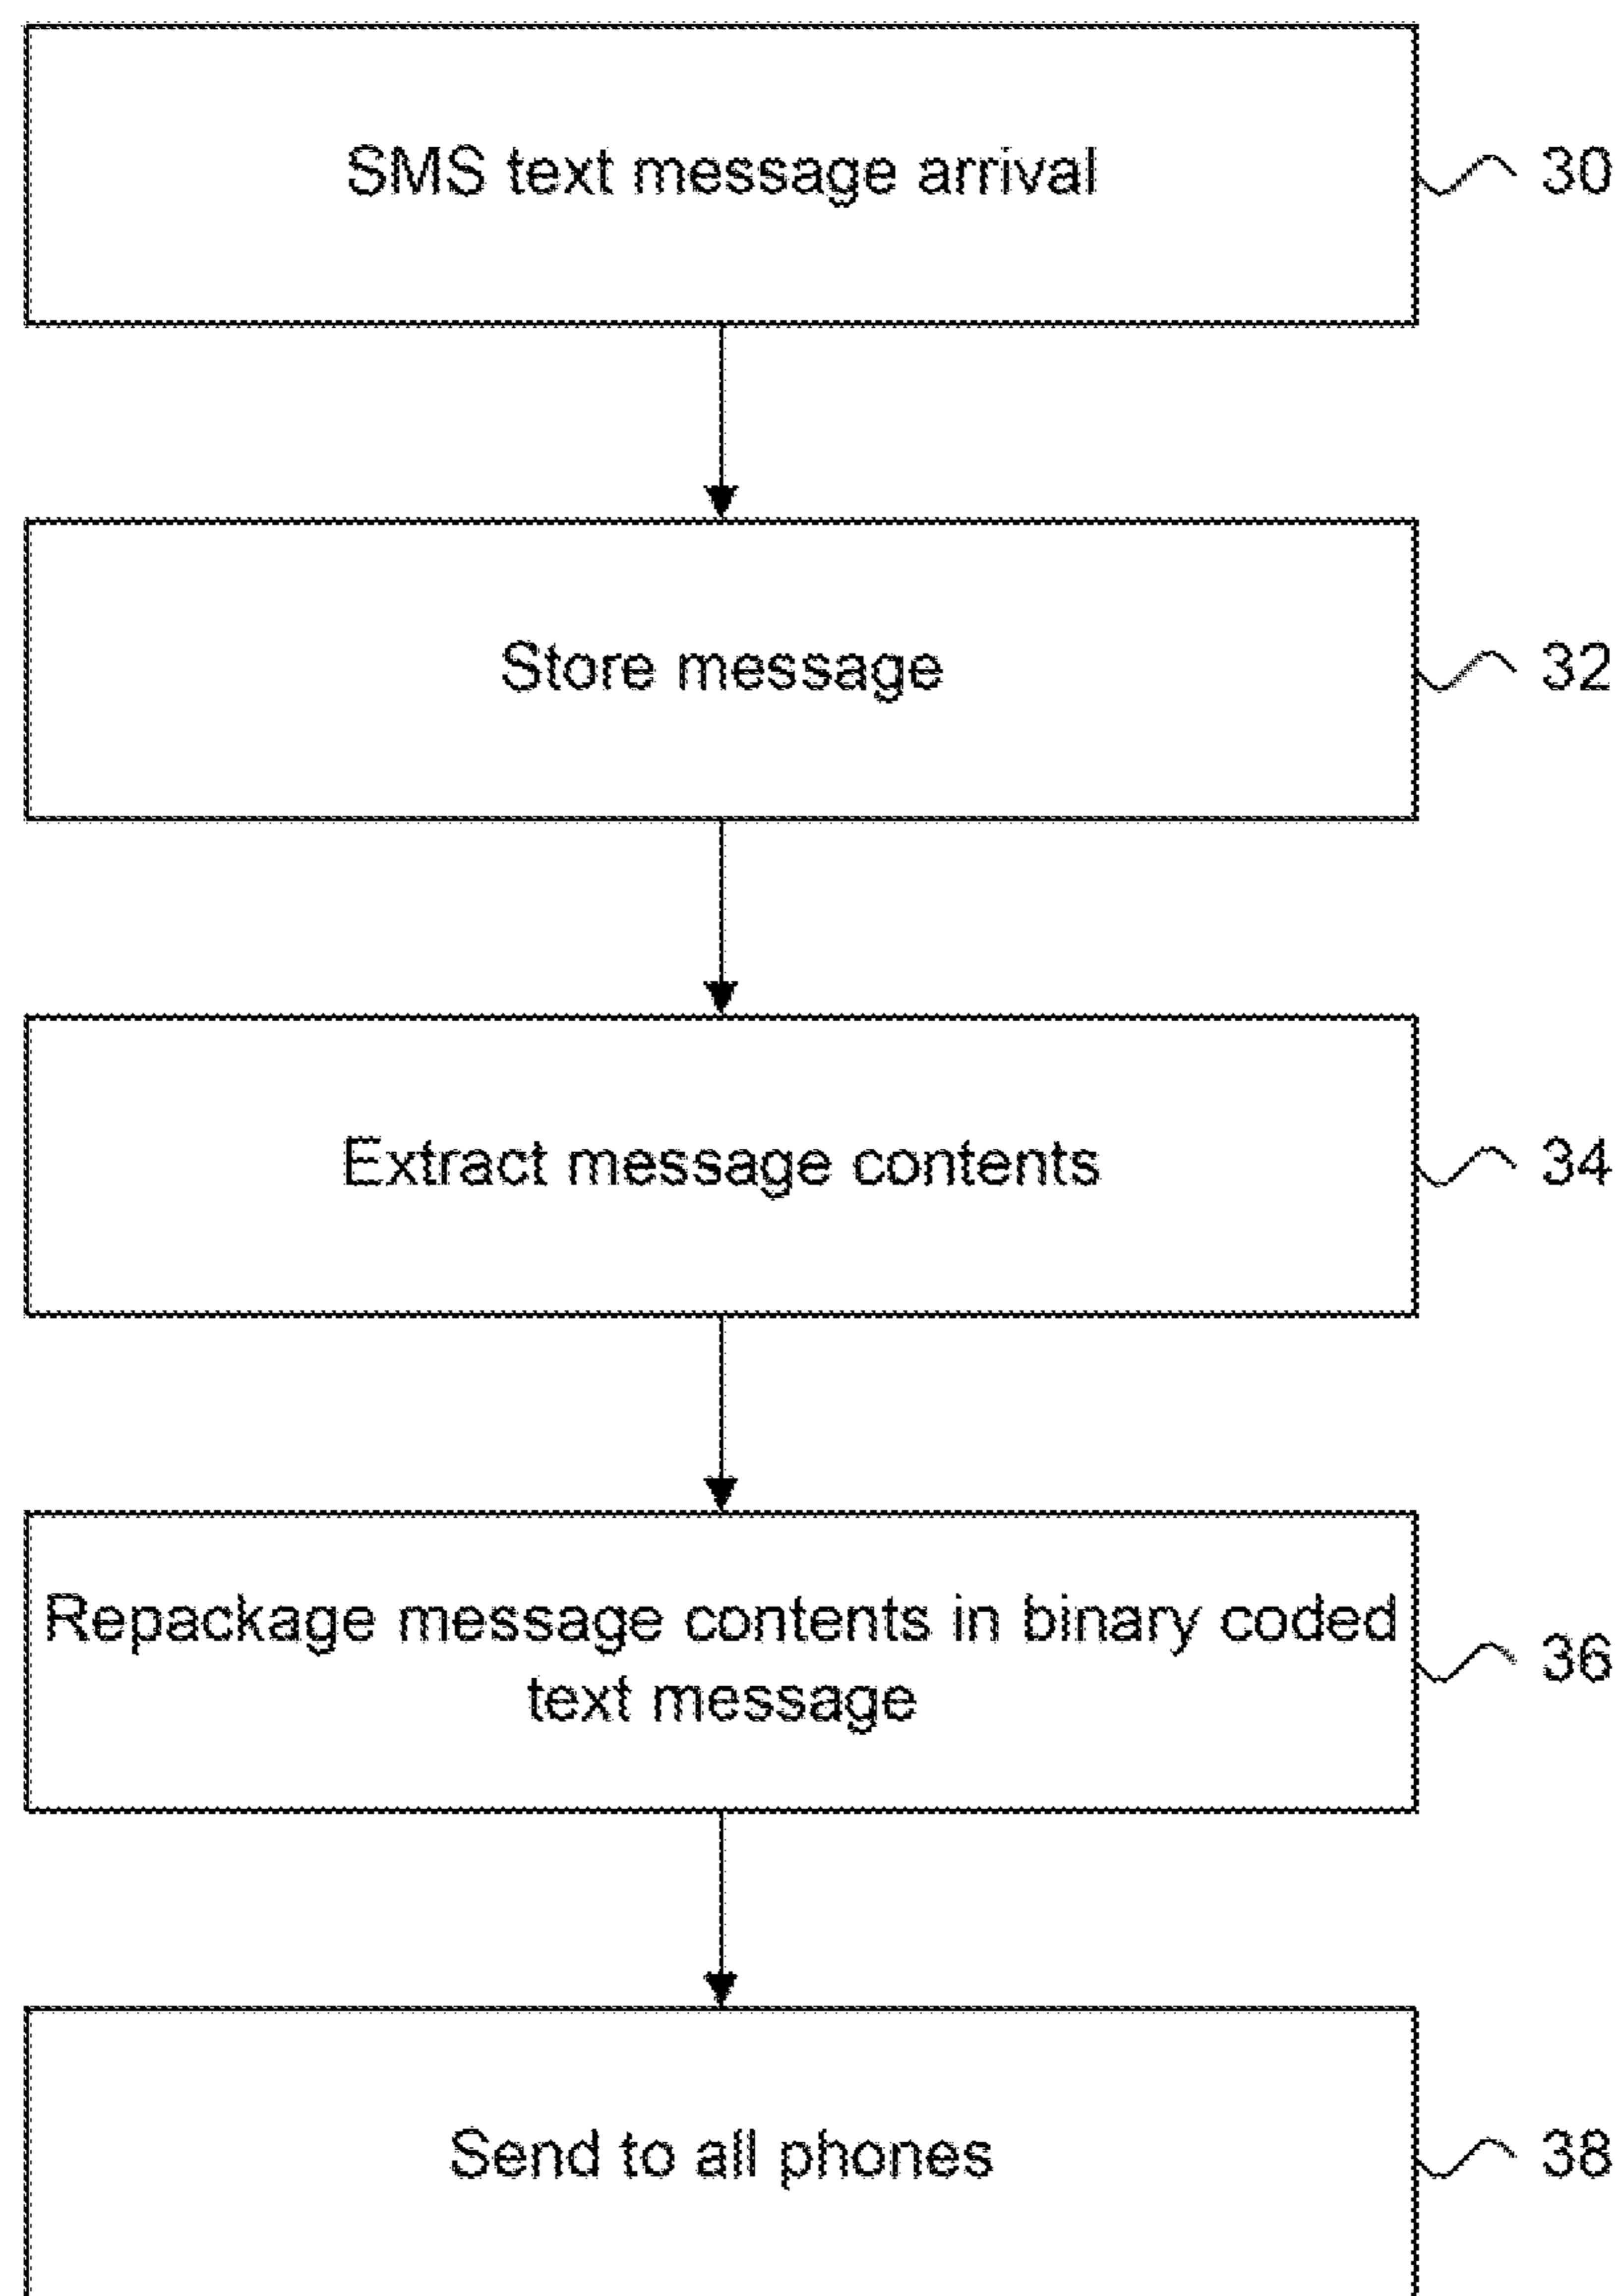 SMS text message arrival
30
Store message
32
Extract message contents
34
Repackage message contents in binary coded
text message
36
Send to all phones
38